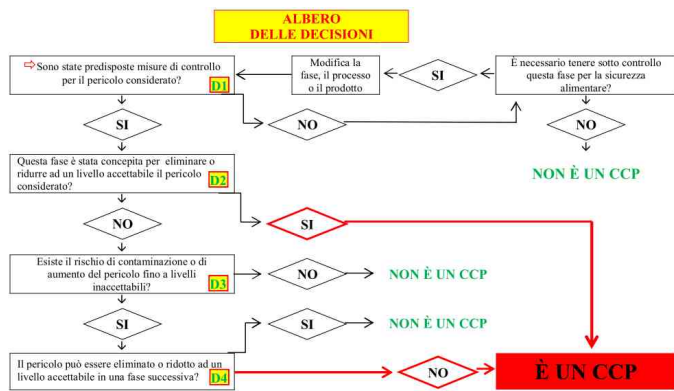 ALBERO
DELLE DECISIONI
⇨Sono state predisposte misure di controllo
per il pericolo considerato?
D1
Modifica la
fase, il processo
o il prodotto
SI
È necessario tenere sotto controllo
questa fase per la sicurezza
alimentare?
SI
NO
NO
NON È UN CCP
Questa fase è stata concepita per eliminare o
ridurre ad un livello accettabile il pericolo
considerato?
D2
NO
SI
Esiste il rischio di contaminazione o di
aumento del pericolo fino a livelli
inaccettabili?
D3
NO
NON È UN CCP
SI
SI
NON È UN CCP
Il pericolo può essere eliminato o ridotto ad un
livello accettabile in una fase successiva?
D4
NO
È UN CCP